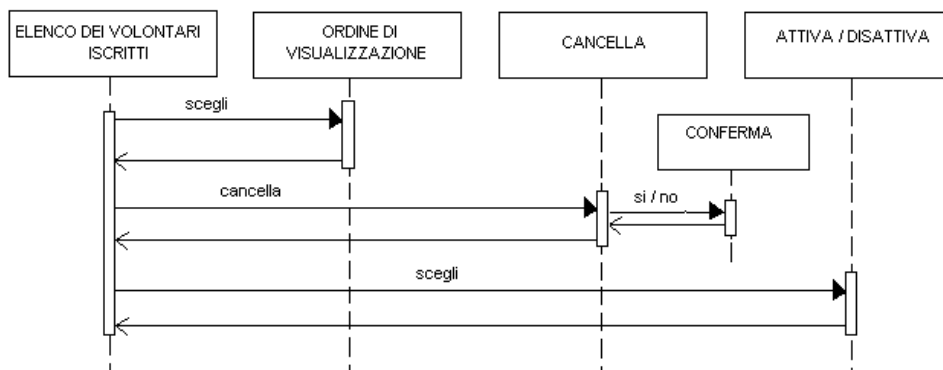 ELENCO DEI VOLONTARI
ISCRITTI
ORDINE DI
VISUALIZZAZIONE
CANCELLA
ATTIVA / DISATTIVA
scegli
CONFERMA
cancella
si / no
scegli